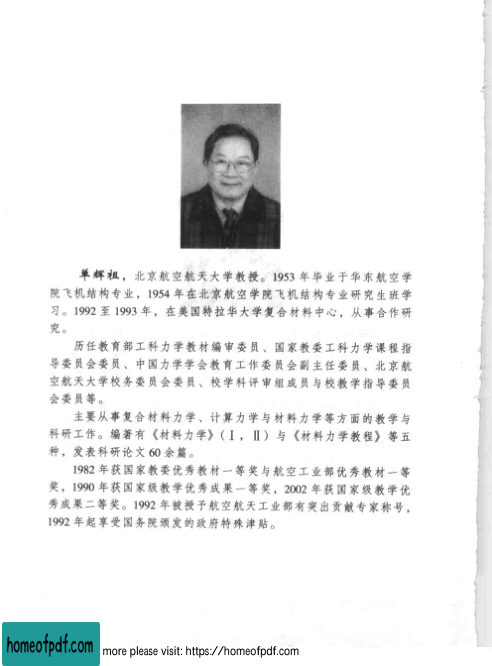 单辉祖，北京航空航天大学教授。1953 年毕业于华东航空学
院飞机结构专业，1954 年在北京航空学院飞机结构专业研究生班学
习。1992 至 1993 年，在美国特拉华大学复合材料中心，从事合作研
究。
历任教育部工科力学教材编审委员、国家教委工科力学课程指
导委员会委员、中国力学学会教育工作委员会副主任委员、北京航
空航天大学校务委员会委员、校学科评审组成员与校教学指导委员
会委员等。
主要从事复合材料力学、计算力学与材料力学等方面的教学与
科研工作。编著有《材料力学》（Ⅰ，Ⅱ）与《材料力学教程》等五
种，发表科研论文 60 余篇。
1982 年获国家教委优秀教材一等奖与航空工业部优秀教材一等
奖，1990 年获国家级教学优秀成果一等奖，2002 年获国家级教学优
秀成果二等奖。1992 年被授予航空航天工业部有突出贡献专家称号，
1992 年起享受国务院颁发的政府特殊津贴。
homeofpdf.com more please visit: https://homeofpdf.com